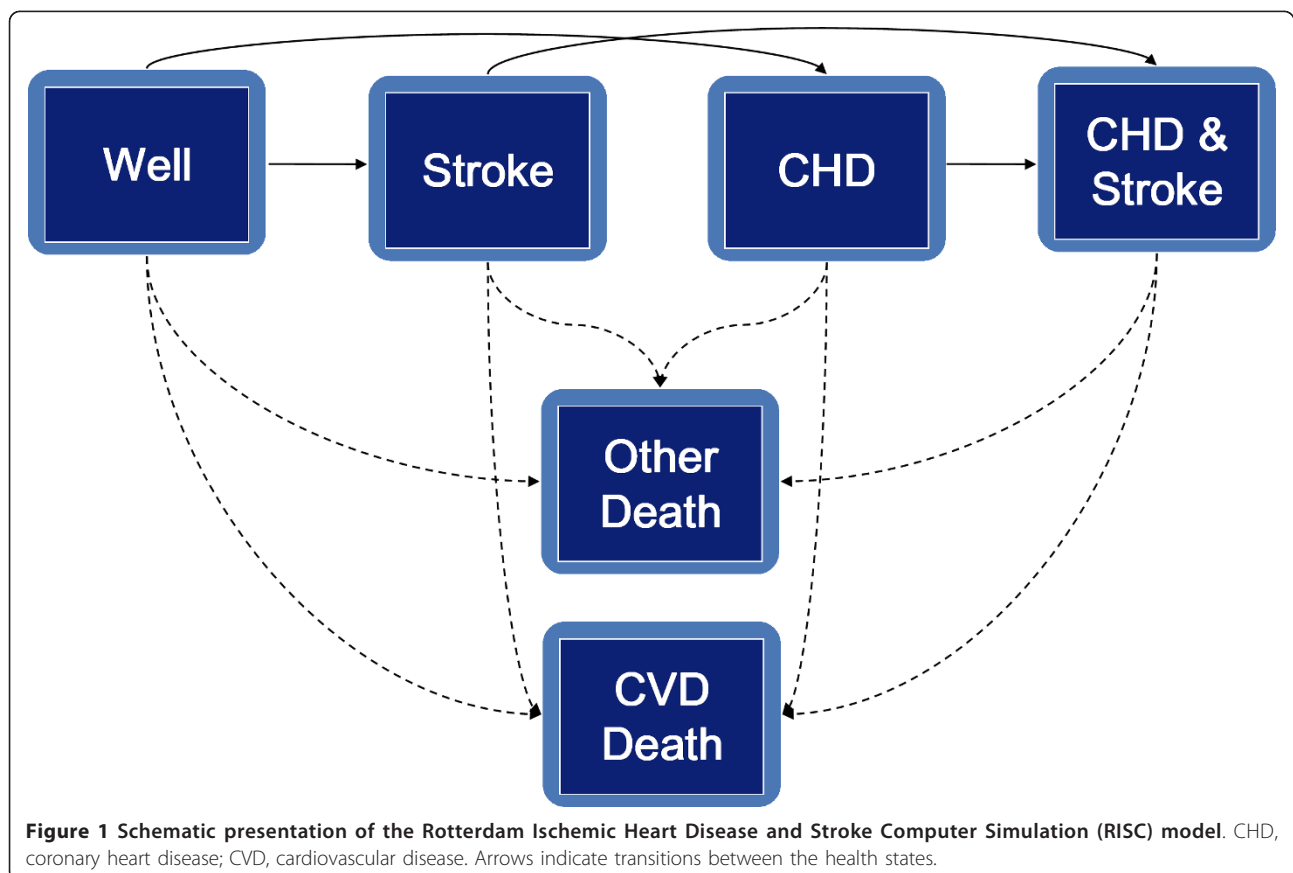 Well
Stroke
CHD
CHD &
Stroke
Other
Death
CVD
Death
Figure 1 Schematic presentation of the Rotterdam Ischemic Heart Disease and Stroke Computer Simulation (RISC) model. CHD,
coronary heart disease; CVD, cardiovascular disease. Arrows indicate transitions between the health states.